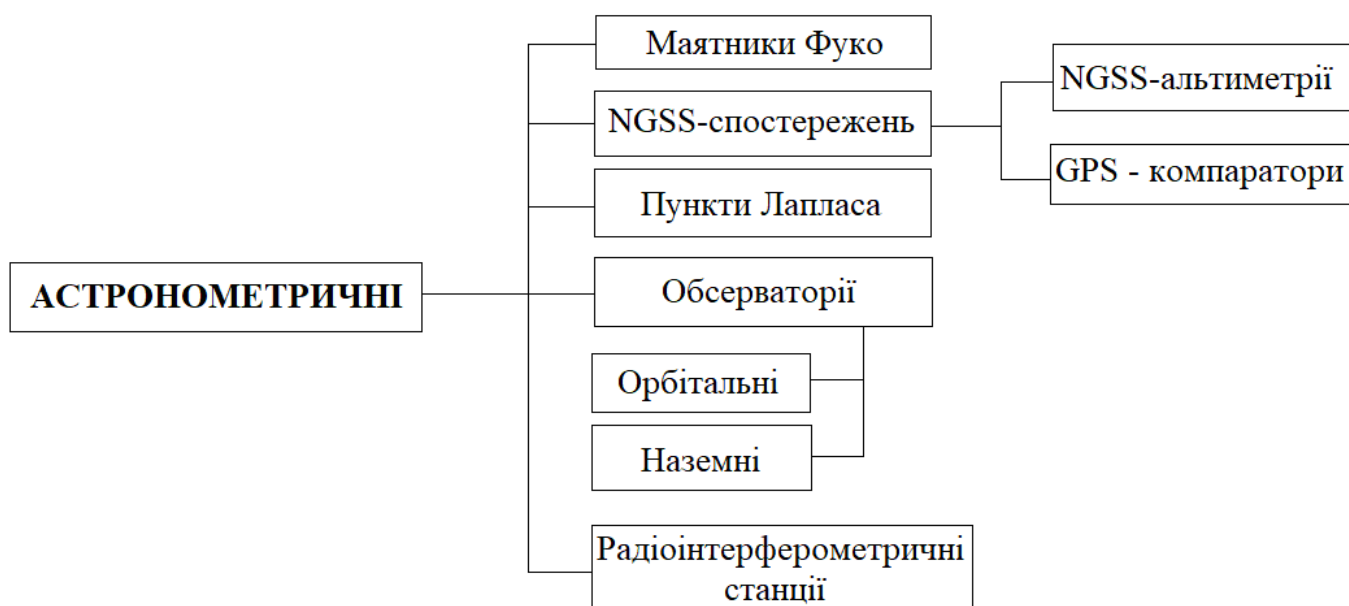 Маятники Фуко
NGSS-альтиметрії
NGSS-спостережень
GPS - компаратори
Пункти Лапласа
АСТРОНОМЕТРИЧНІ
Обсерваторії
Орбітальні
Наземні
Радіоінтерферометричні
станції